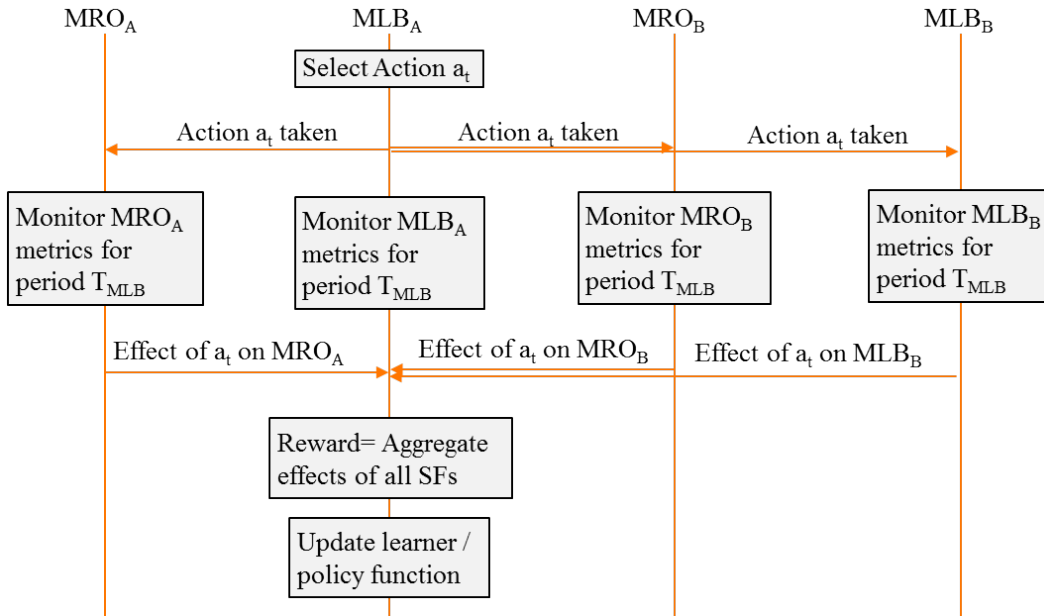 MRO_A
MLB_A
MRO_B
MLB_B
Select Action a_t
Action a_t taken
Action a_t taken
Action a_t taken
Monitor MRO_A
metrics for
period T_MLB
Monitor MLB_A
metrics for
period T_MLB
Monitor MRO_B
metrics for
period T_MLB
Monitor MLB_B
metrics for
period T_MLB
Effect of a_t on MRO_A
Effect of a_t on MRO_B
Effect of a_t on MLB_B
Reward= Aggregate
effects of all SFs
Update learner /
policy function